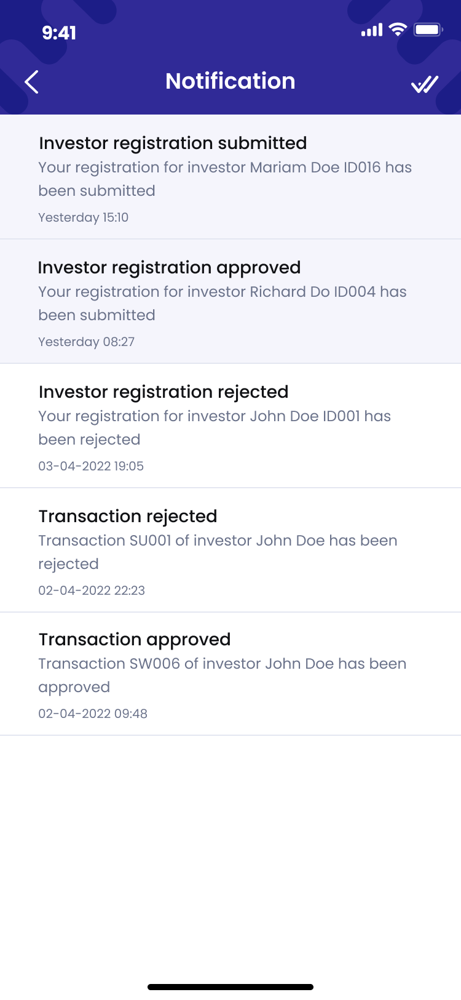 9:41
Notification
Investor registration submitted
Your registration for investor Mariam Doe ID016 has
been submitted
Yesterday 15:10
Investor registration approved
Your registration for investor Richard Do ID004 has
been submitted
Yesterday 08:27
Investor registration rejected
Your registration for investor John Doe ID001 has
been rejected
03-04-2022 19:05
Transaction rejected
Transaction SU001 of investor John Doe has been
rejected
02-04-2022 22:23
Transaction approved
Transaction SW006 of investor John Doe has been
approved
02-04-2022 09:48